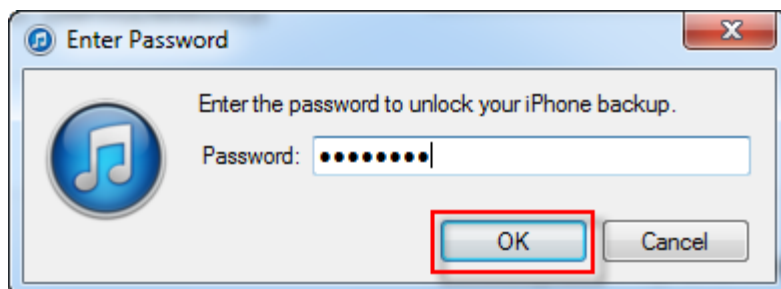 Enter Password
Enter the password to unlock your iPhone backup.
Password: ••••••••
OK Cancel